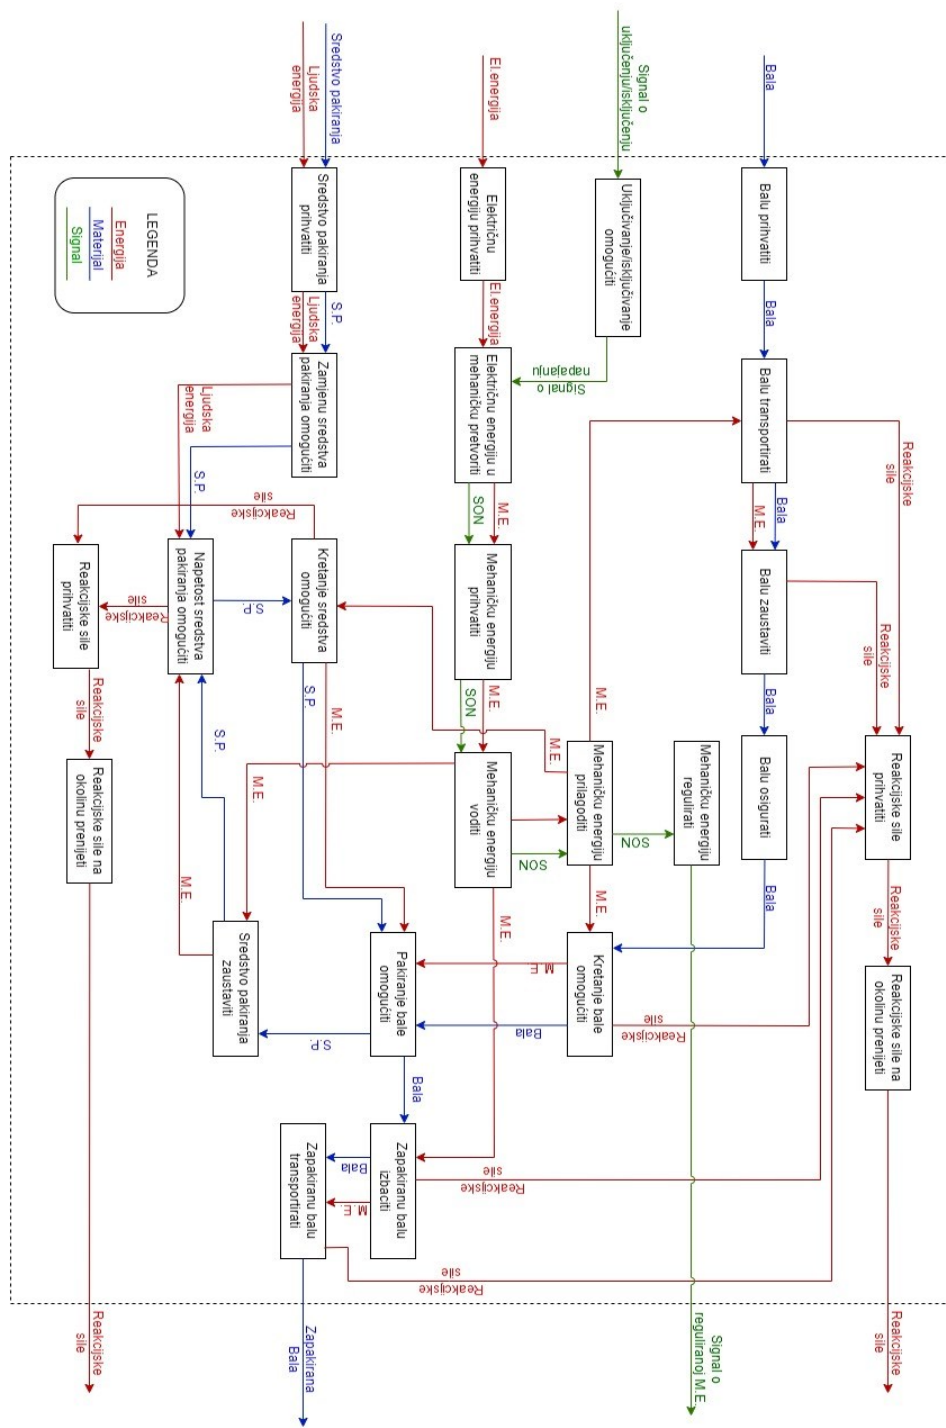 Reakcijske
sile
Reakcijske
sile
Reakcijske sile
prihvatiti
Reakcijske
sile
Reakcijske sile na
okolinu prenijeti
Reakcijske
sile
Bala
Balu prihvatiti
Bala
Balu transportirati
Bala
M.E.
Balu zaustaviti
Bala
Balu osigurati
Bala
Signal o
uključenju/isključenju
Uključivanje/isključivanje
omogućiti
Signal o
napajanju
M.E.
M.E.
Mehaničku energiju
regulirati
SON
Mehaničku energiju
prilagoditi
M.E.
Kretanje bale
omogućiti
Reakcijske
sile
Signal o
reguliranoj M.E.
El.energija
Električnu
energiju prihvatiti
El.energija
Električnu energiju u
mehaničku pretvoriti
M.E.
SON
Mehaničku energiju
prihvatiti
M.E.
SON
Mehaničku energiju
voditi
SON
M.E.
M.E.
Bala
Reakcijske
sile
Reakcijske
sile
Sredstvo pakiranja
Ljudska
energija
Sredstvo pakiranja
prihvatiti
S.P.
Ljudska
energija
Zamjenu sredstva
pakiranja omogućiti
Kretanje sredstva
omogućiti
M.E.
S.P.
M.E.
Pakiranje bale
omogućiti
Bala
Zapakiranu balu
izbaciti
Bala
M.E.
Zapakiranu balu
transportirati
Zapakirana
Bala
Ljudska
energija
S.P.
Reakcijske
sile
S.P.
Napetost sredstva
pakiranja omogućiti
S.P.
M.E.
Sredstvo pakiranja
zaustaviti
S.P.
Reakcijske
sile
Reakcijske sile
prihvatiti
Reakcijske
sile
Reakcijske sile na
okolinu prenijeti
Reakcijske
sile
LEGENDA
Energija
Materijal
Signal